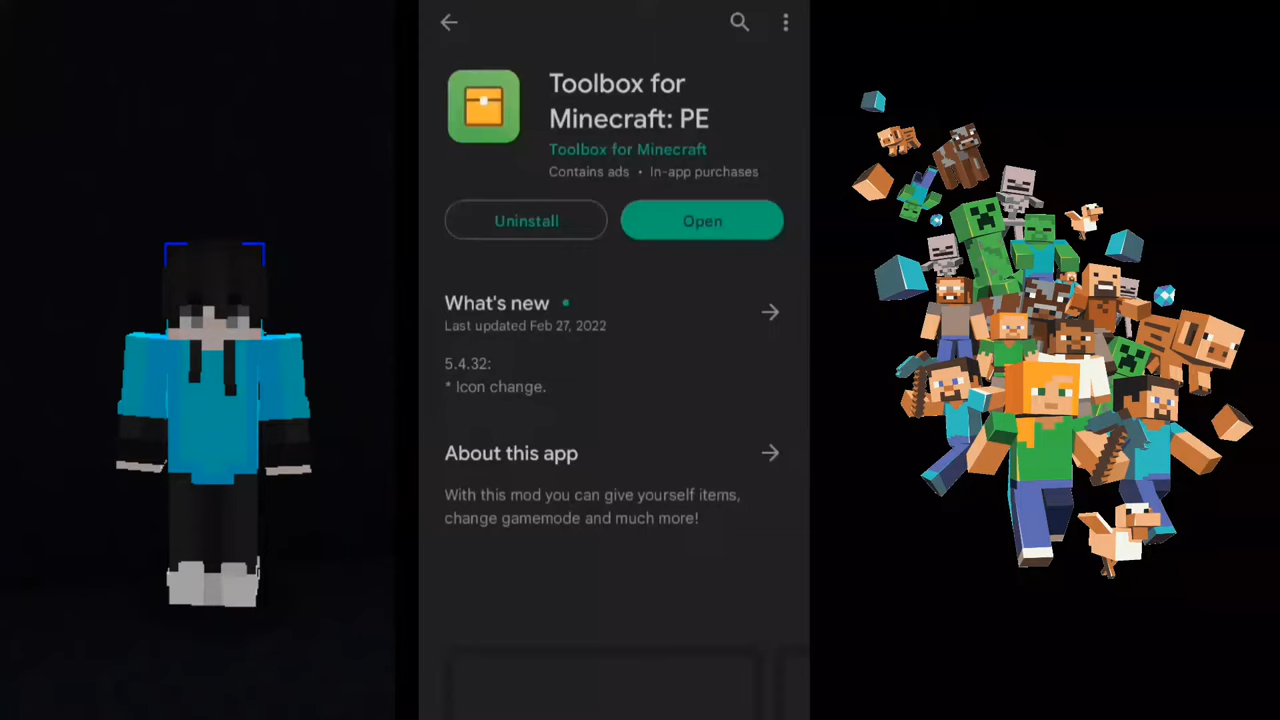 Toolbox for
Minecraft: PE
Toolbox for Minecraft
Contains ads • In-app purchases
Uninstall
Open
What's new •
Last updated Feb 27, 2022
5.4.32:
* Icon change.
About this app
With this mod you can give yourself items,
change gamemode and much more!